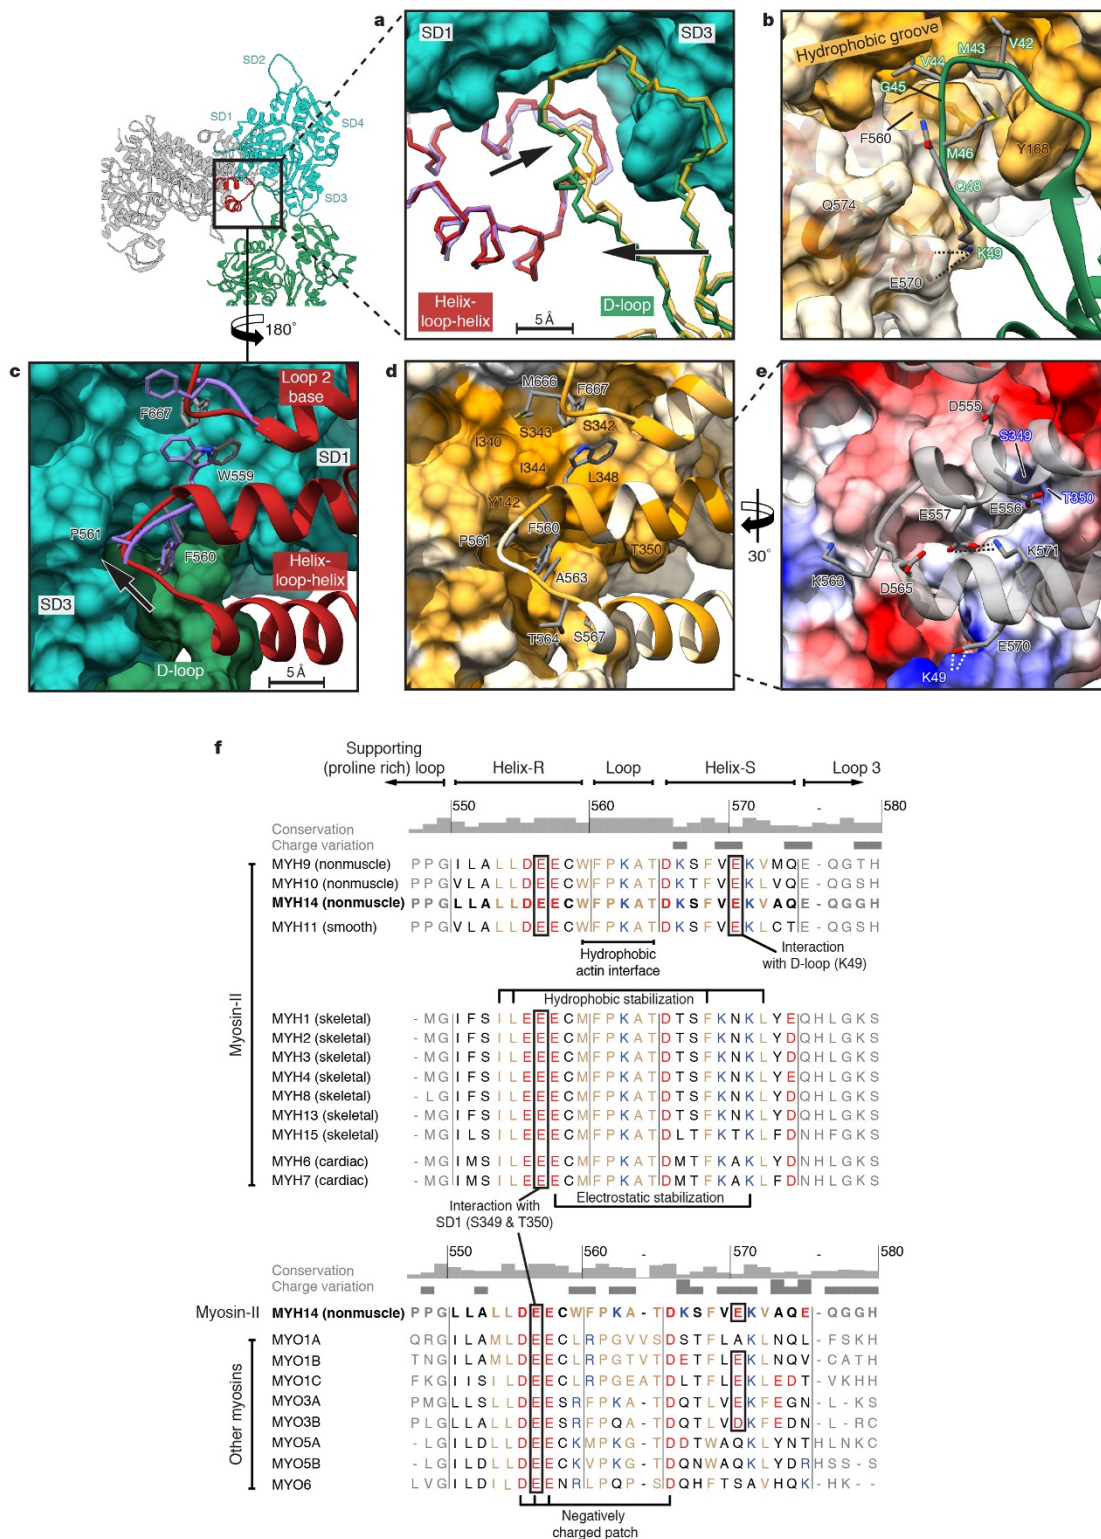 a
SD1
SD3
Helix-
loop-helix
D-loop
5 Å
SD2
SD1
SD4
SD3
180°
b
Hydrophobic groove
V42
M43
V44
G45
F560
M46
Y168
Q48
Q574
K49
E570
c
Loop 2
base
F667
SD1
W559
P561
F560
Helix-
loop-helix
SD3
D-loop
5 Å
d
M666
F667
S343
S342
I340
I344
L348
Y142
F560
P561
T350
A563
T564
S567
30°
e
D555
S349
T350
E556
E557
K571
K563
D565
E570
K49
f
Supporting
(proline rich) loop
Helix-R
Loop
Helix-S
Loop 3
550 560 570 - 580
Conservation
Charge variation
Myosin-II
MYH9 (nonmuscle) P P G I L A L L D E E C W F P K A T D K S F V E K V M Q E - Q G T H
MYH10 (nonmuscle) P P G V L A L L D E E C W F P K A T D K T F V E K L V Q E - Q G S H
MYH14 (nonmuscle) P P G L L A L L D E E C W F P K A T D K S F V E K V A Q E - Q G G H
MYH11 (smooth) P P G V L A L L D E E C W F P K A T D K S F V E K L C T E - Q G S H
Hydrophobic
actin interface
Interaction
with D-loop (K49)
Hydrophobic stabilization
MYH1 (skeletal) - M G I F S I L E E E C M F P K A T D T S F K N K L Y E Q H L G K S
MYH2 (skeletal) - M G I F S I L E E E C M F P K A T D T S F K N K L Y D Q H L G K S
MYH3 (skeletal) - M G I F S I L E E E C M F P K A T D T S F K N K L Y D Q H L G K S
MYH4 (skeletal) - M G I F S I L E E E C M F P K A T D T S F K N K L Y E Q H L G K S
MYH8 (skeletal) - L G I F S I L E E E C M F P K A T D T S F K N K L Y D Q H L G K S
MYH13 (skeletal) - M G I F S I L E E E C M F P K A T D T S F K N K L Y D Q H L G K S
MYH15 (skeletal) - M G I L S I L E E E C M F P K A T D L T F K T K L F D N H F G K S
MYH6 (cardiac) - M G I M S I L E E E C M F P K A T D M T F K A K L Y D N H L G K S
MYH7 (cardiac) - M G I M S I L E E E C M F P K A T D M T F K A K L F D N H L G K S
Interaction with
SD1 (S349 & T350)
Electrostatic stabilization
550 560 - 570 - 580
Conservation
Charge variation
Myosin-II MYH14 (nonmuscle) P P G L L A L L D E E C W F P K A - T D K S F V E K V A Q E - Q G G H
Other myosins
MYO1A Q R G I L A M L D E E C L R P G V V S D S T F L A K L N Q L - F S K H
MYO1B T N G I L A M L D E E C L R P G T V T D E T F L E K L N Q V - C A T H
MYO1C F K G I I S I L D E E C L R P G E A T D L T F L E K L E D T - V K H H
MYO3A P M G L L S L L D E E S R F P K A - T D Q T L V E K F E G N - L - K S
MYO3B P L G L L A L L D E E S R F P Q A - T D Q T L V D K F E D N - L - R C
MYO5A - L G I L D L L D E E C K M P K G - T D D T W A Q K L Y N T H L N K C
MYO5B - L G I L D L L D E E C K V P K G - T D Q N W A Q K L Y D R H S S - S
MYO6 L V G I L D I L D E E N R L P Q P - S D Q H F T S A V H Q K - H K - -
Negatively
charged patch